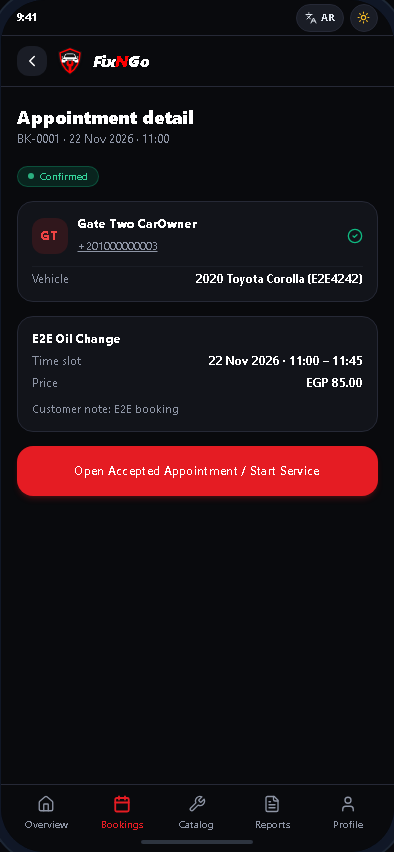 9:41
AR
FixNGo
Appointment detail
BK-0001 · 22 Nov 2026 · 11:00
Confirmed
GT
Gate Two CarOwner
+201000000003
Vehicle
2020 Toyota Corolla (E2E4242)
E2E Oil Change
Time slot
22 Nov 2026 · 11:00 – 11:45
Price
EGP 85.00
Customer note: E2E booking
Open Accepted Appointment / Start Service
Overview
Bookings
Catalog
Reports
Profile